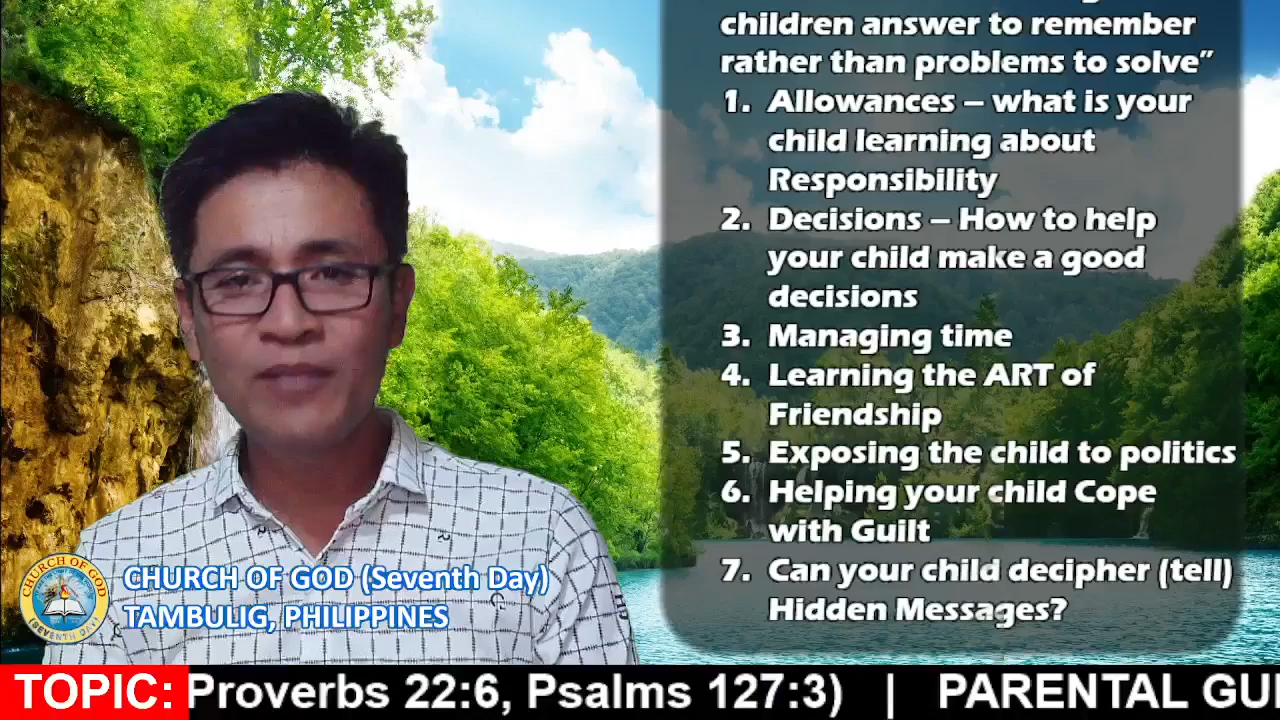 children answer to remember
rather than problems to solve”
1. Allowances – what is your
child learning about
Responsibility
2. Decisions – How to help
your child make a good
decisions
3. Managing time
4. Learning the ART of
Friendship
5. Exposing the child to politics
6. Helping your child Cope
with Guilt
7. Can your child decipher (tell)
Hidden Messages?
CHURCH OF GOD
(SEVENTH DAY)
CHURCH OF GOD (Seventh Day)
TAMBULIG, PHILIPPINES
TOPIC: Proverbs 22:6, Psalms 127:3) | PARENTAL GUI